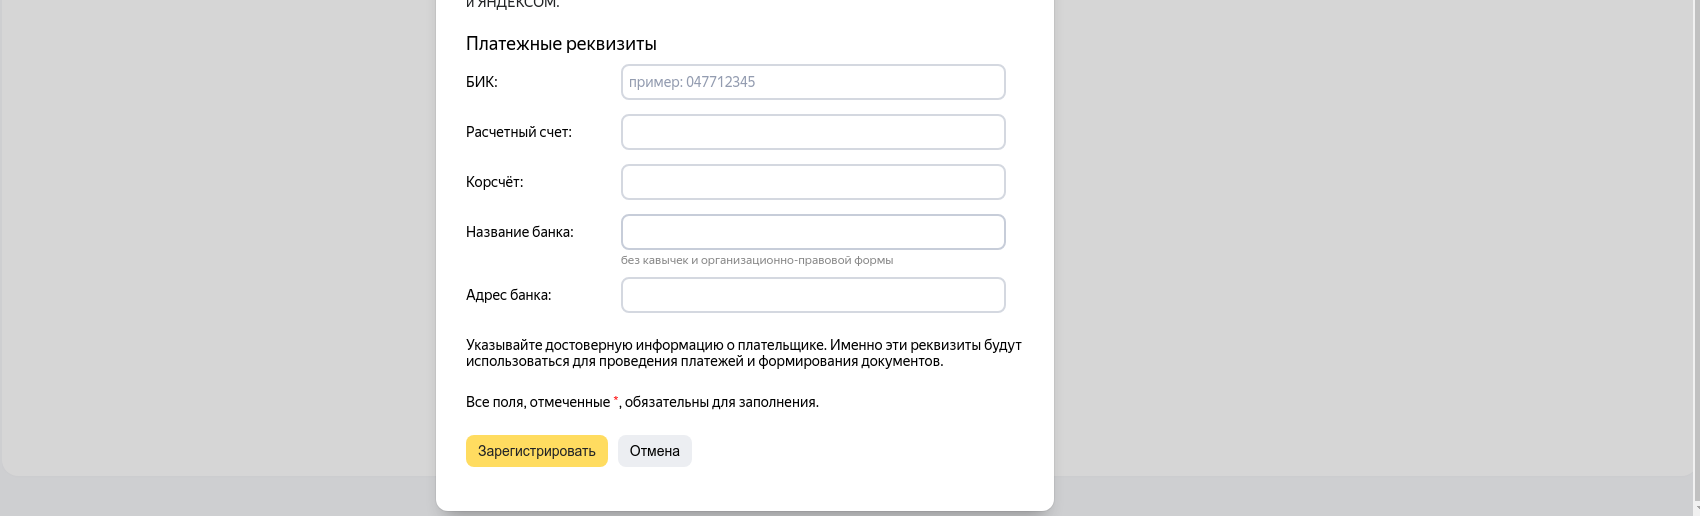 и ЯНДЕКСОМ.
Платежные реквизиты
БИК:
пример: 047712345
Расчетный счет:
Корсчёт:
Название банка:
без кавычек и организационно-правовой формы
Адрес банка:
Указывайте достоверную информацию о плательщике. Именно эти реквизиты будут
использоваться для проведения платежей и формирования документов.
Все поля, отмеченные *, обязательны для заполнения.
Зарегистрировать
Отмена